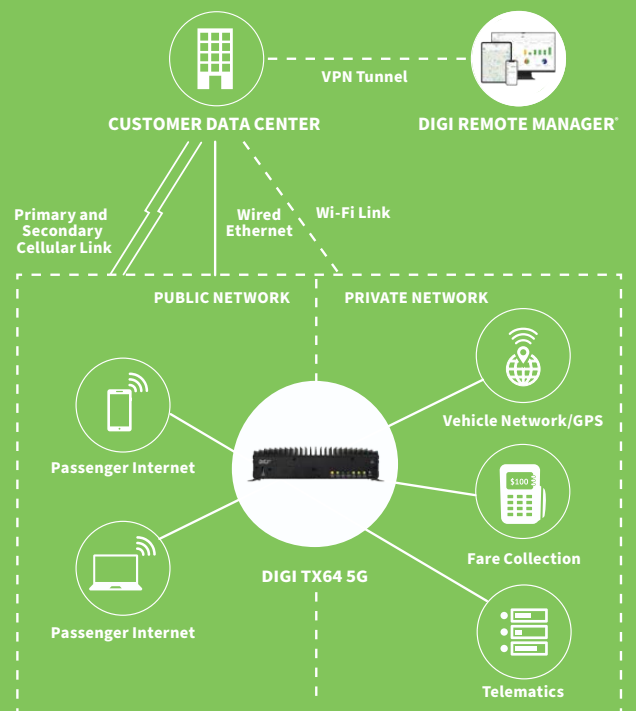 VPN Tunnel
CUSTOMER DATA CENTER
DIGI REMOTE MANAGER®
Primary and
Secondary
Cellular Link
Wired
Ethernet
Wi-Fi Link
PUBLIC NETWORK
PRIVATE NETWORK
Passenger Internet
Vehicle Network/GPS
$100
Fare Collection
DIGI TX64 5G
Passenger Internet
Telematics